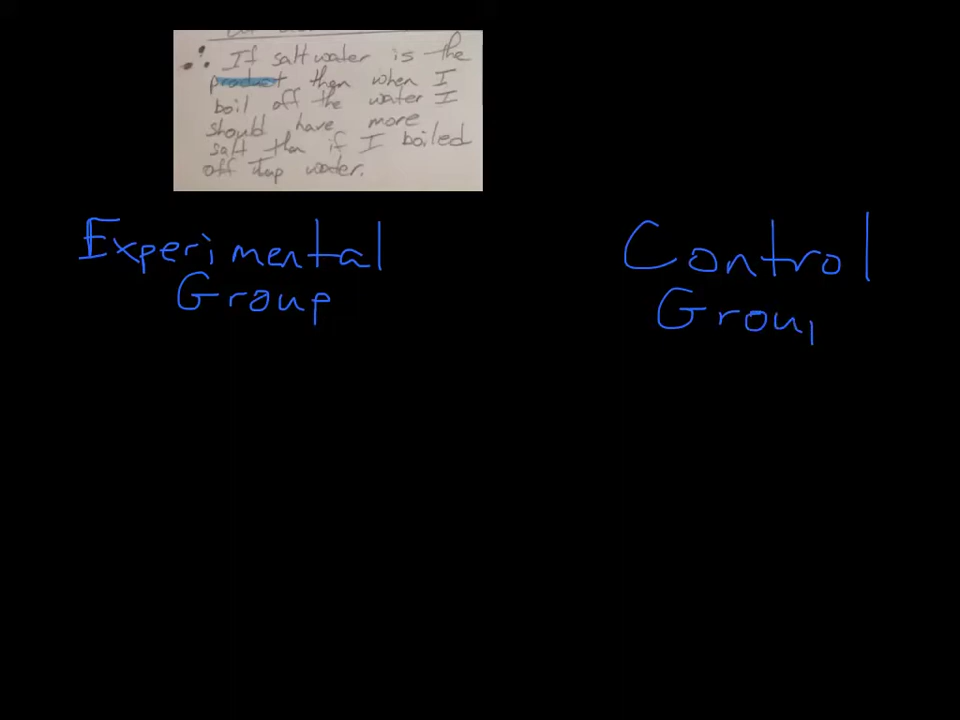 ∴ If salt water is the
product then when I
boil off the water I
should have more
salt than if I boiled
off Tap water.
Experimental
Group
Control
Grou